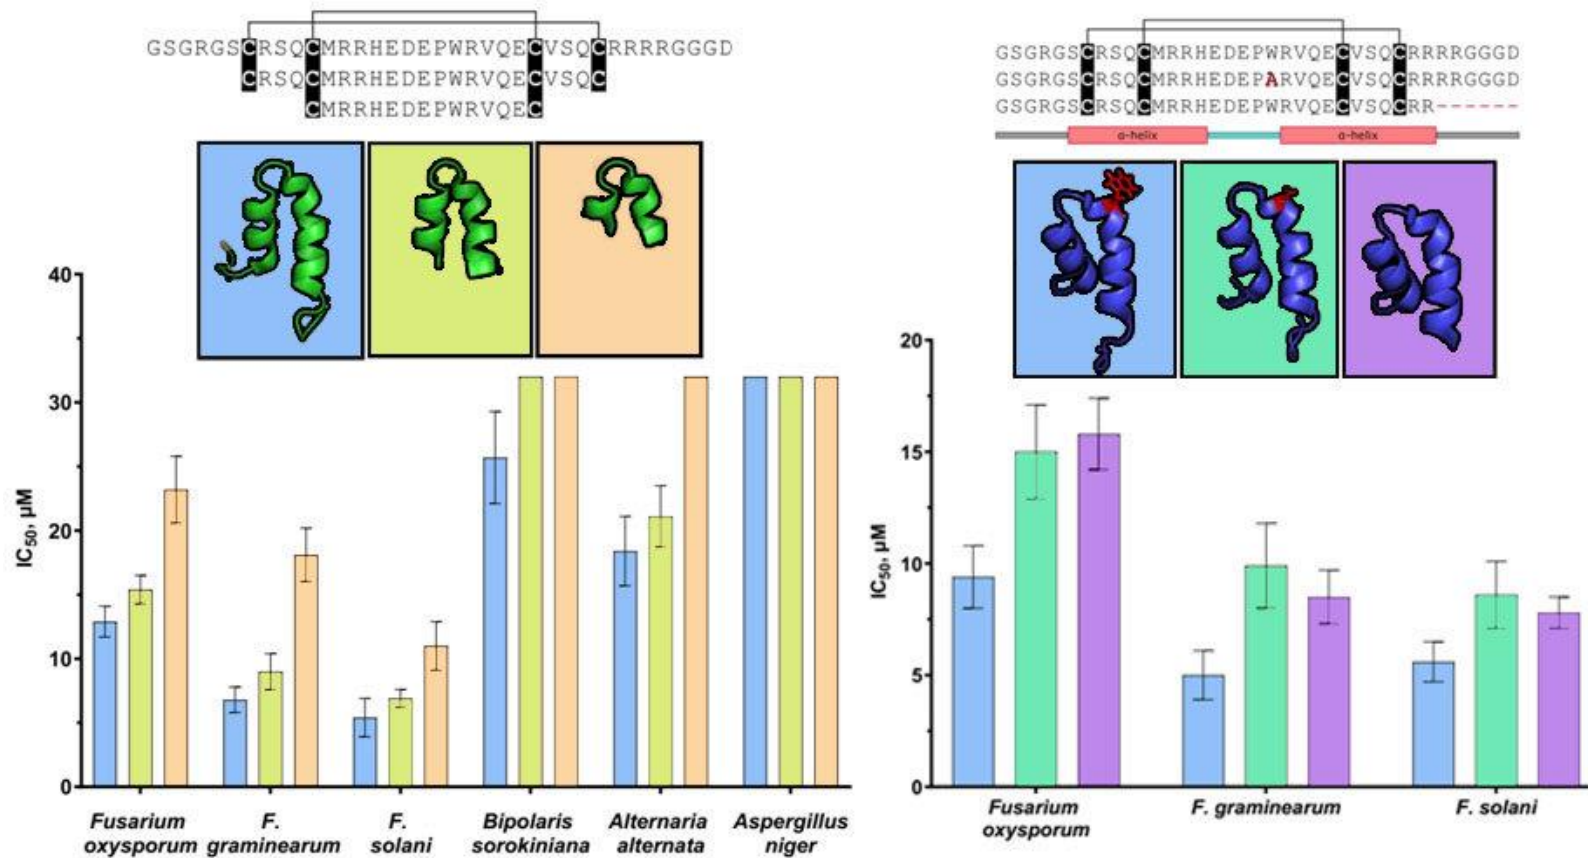 GSGRGSCRSQCMRRHEDEPWRVQECVSQCRRRRGGGD
CRSQCMRRHEDEPWRVQECVSQC
CMRRHEDEPWRVQEC
40
30
20
10
0
IC50, µM
Fusarium oxysporum
F. graminearum
F. solani
Bipolaris sorokiniana
Alternaria alternata
Aspergillus niger
GSGRGSCRSQCMRRHEDEPWRVQECVSQCRRRRGGGD
GSGRGSCRSQCMRRHEDEPARVQECVSQCRRRRGGGD
GSGRGSCRSQCMRRHEDEPWRVQECVSQCRR------
α-helix
α-helix
20
15
10
5
0
IC50, µM
Fusarium oxysporum
F. graminearum
F. solani